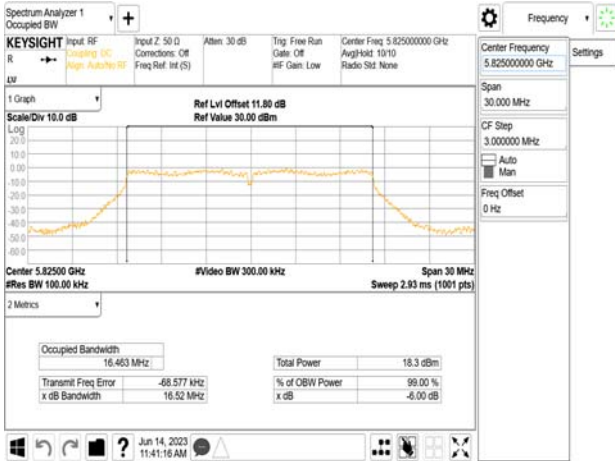 Spectrum Analyzer 1
Occupied BW
Frequency
KEYSIGHT
R
Input: RF
Coupling: DC
Align: Auto/No RF
Input Z: 50 Ω
Corrections: Off
Freq Ref: Int (S)
Atten: 30 dB
Trig: Free Run
Gate: Off
#IF Gain: Low
Center Freq: 5.825000000 GHz
Avg|Hold: 10/10
Radio Std: None
Center Frequency
5.825000000 GHz
Settings
Span
30.000 MHz
CF Step
3.000000 MHz
Auto
Man
Freq Offset
0 Hz
1 Graph
Scale/Div 10.0 dB
Ref Lvl Offset 11.80 dB
Ref Value 30.00 dBm
Log
20.0
10.0
0.00
-10.0
-20.0
-30.0
-40.0
-50.0
-60.0
Center 5.82500 GHz
#Res BW 100.00 kHz
#Video BW 300.00 kHz
Span 30 MHz
Sweep 2.93 ms (1001 pts)
2 Metrics
Occupied Bandwidth
16.463 MHz
Total Power 18.3 dBm
Transmit Freq Error -68.577 kHz
% of OBW Power 99.00 %
x dB Bandwidth 16.52 MHz
x dB -6.00 dB
?
Jun 14, 2023
11:41:16 AM